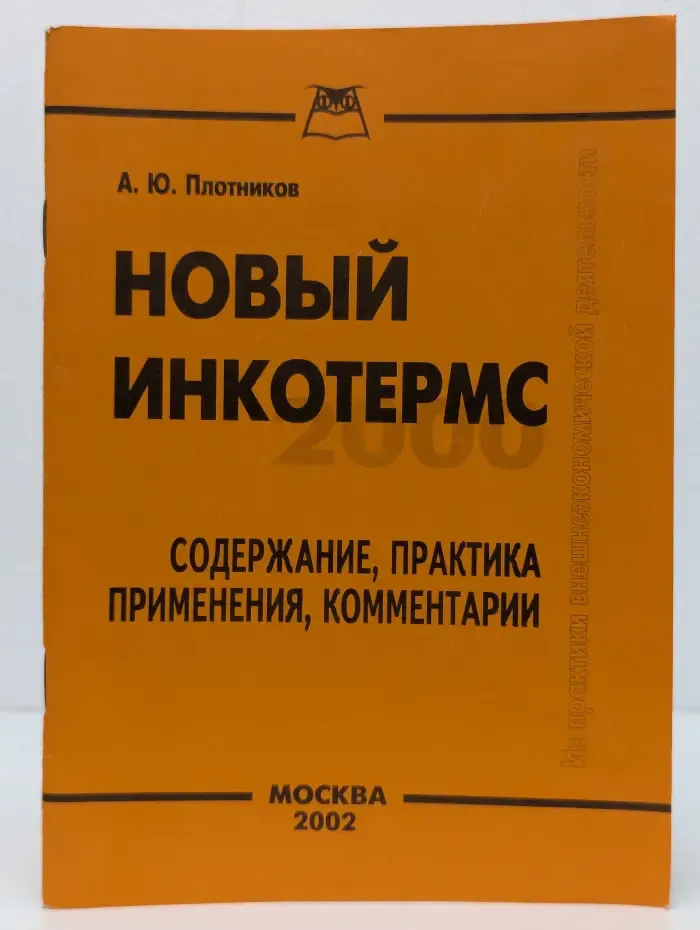 А. Ю. Плотников
НОВЫЙ
ИНКОТЕРМС
2000
СОДЕРЖАНИЕ, ПРАКТИКА
ПРИМЕНЕНИЯ, КОММЕНТАРИИ
Из практики внешнеэкономической деятельности
МОСКВА
2002